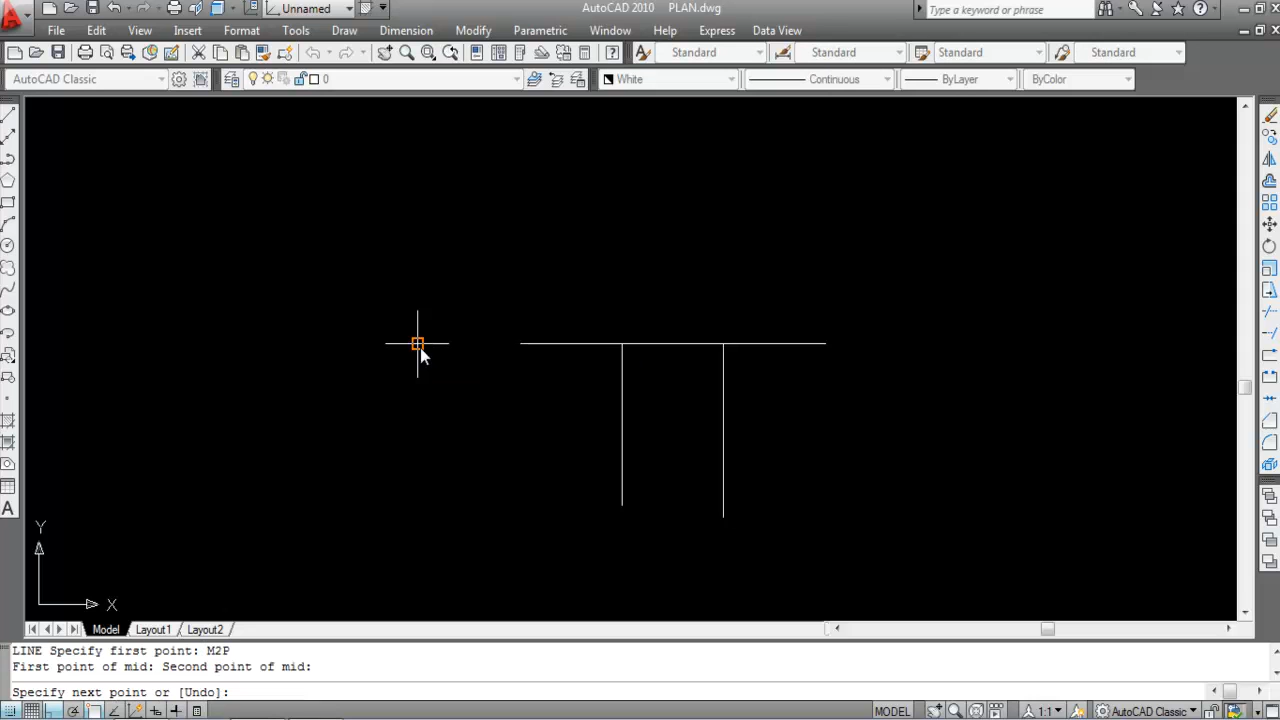 Unnamed
AutoCAD 2010 PLAN.dwg
Type a keyword or phrase
File Edit View Insert Format Tools Draw Dimension Modify Parametric Window Help Express Data View
Standard Standard Standard Standard
AutoCAD Classic 0 White Continuous ByLayer ByColor
Y
X
Model Layout1 Layout2
LINE Specify first point: M2P
First point of mid: Second point of mid:
Specify next point or [Undo]:
MODEL 1:1 AutoCAD Classic